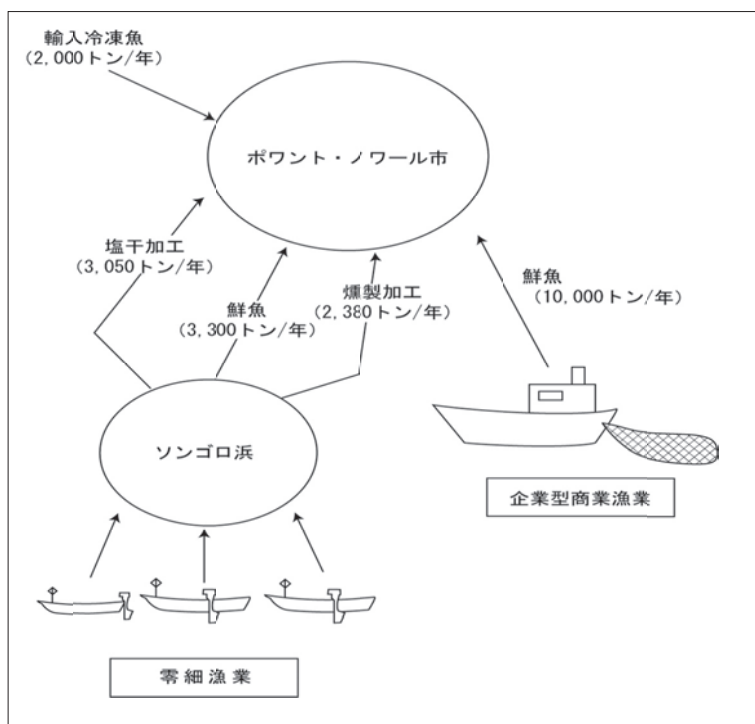 輸入冷凍魚
(2,000トン/年)
ポワント・ノワール市
塩干加工
(3,050トン/年)
鮮魚
(3,300トン/年)
燻製加工
(2,380トン/年)
鮮魚
(10,000トン/年)
ソンゴロ浜
企業型商業漁業
零細漁業